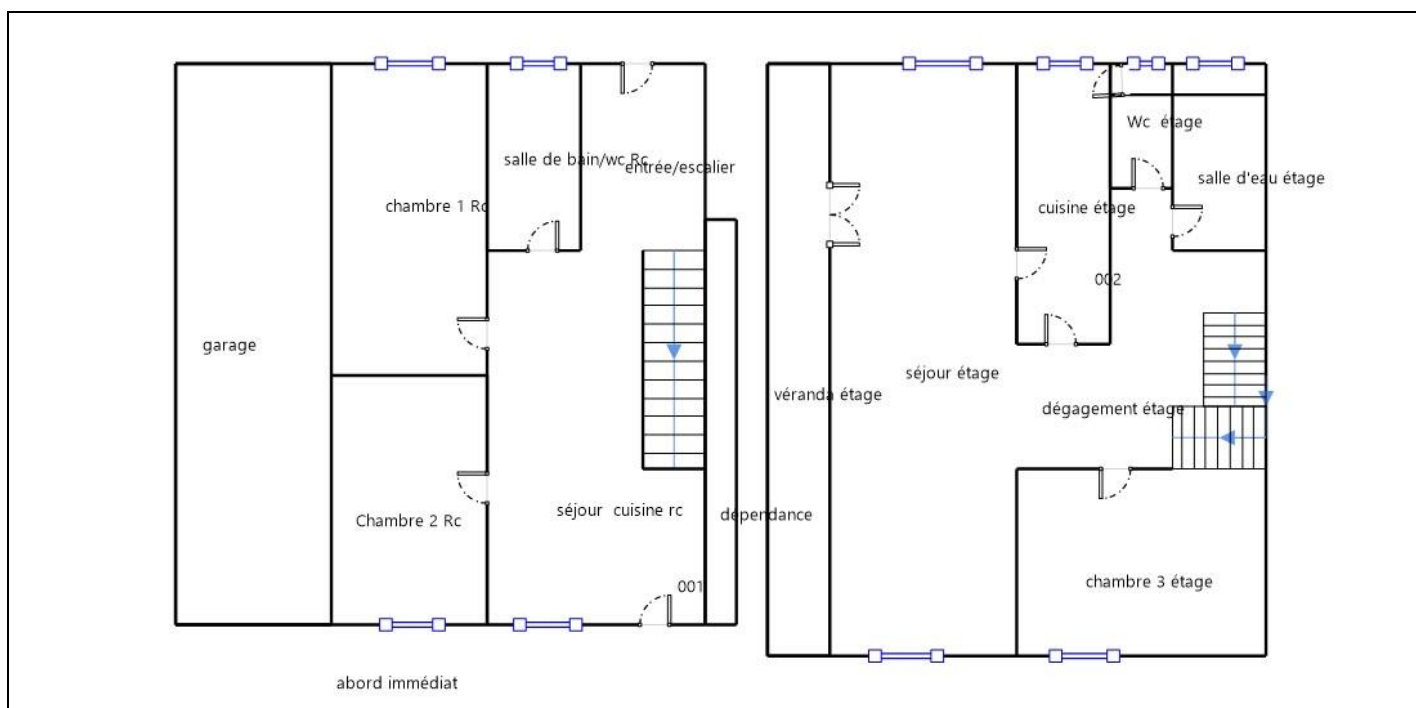 salle de bain/wc Rc
entrée/escalier
chambre 1 Rc
garage
Chambre 2 Rc
séjour cuisine rc
001
dépendance
abord immédiat
Wc étage
salle d'eau étage
cuisine étage
002
séjour étage
véranda étage
dégagement étage
chambre 3 étage